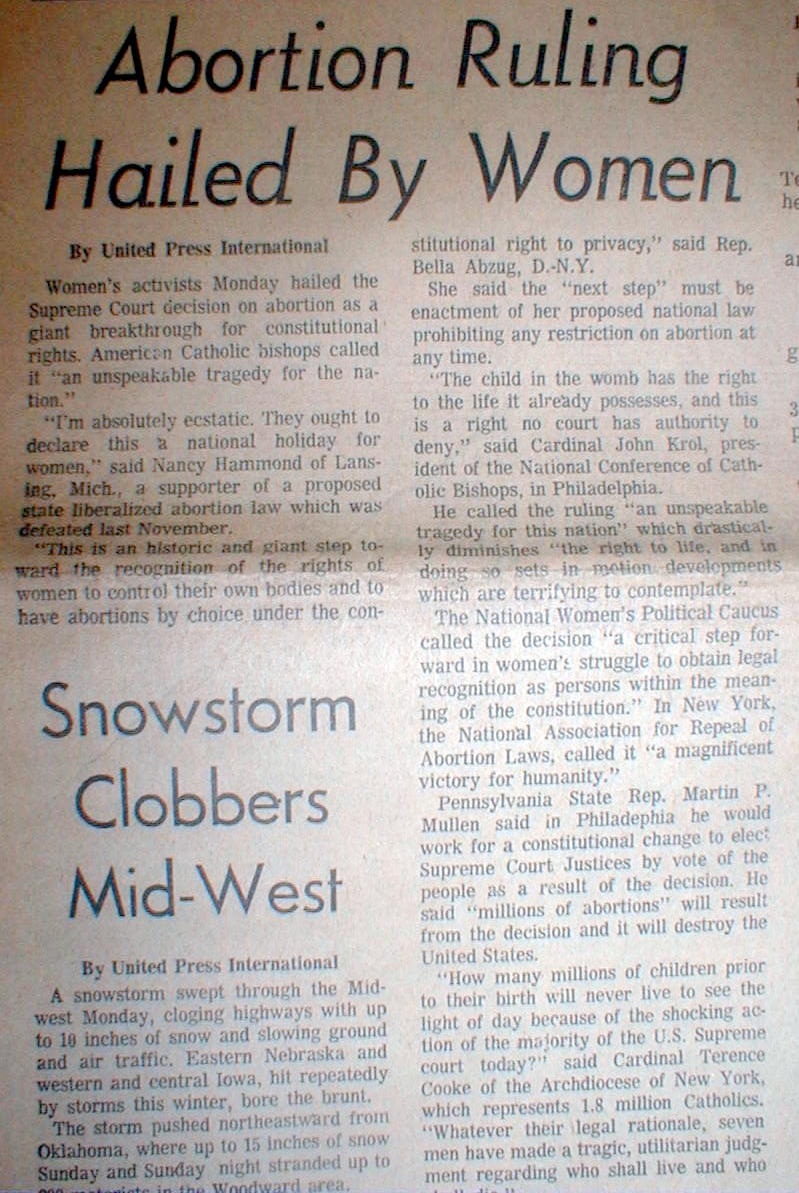 Abortion Ruling
Hailed By Women
By United Press International
Women's activists Monday hailed the
Supreme Court decision on abortion as a
giant breakthrough for constitutional
rights. American Catholic bishops called
it "an unspeakable tragedy for the na-
tion."
"I'm absolutely ecstatic. They ought to
declare this a national holiday for
women," said Nancy Hammond of Lans-
ing, Mich., a supporter of a proposed
state liberalized abortion law which was
defeated last November.
"This is an historic and giant step to-
ward the recognition of the rights of
women to control their own bodies and to
have abortions by choice under the con-
stitutional right to privacy," said Rep.
Bella Abzug, D.-N.Y.
She said the "next step" must be
enactment of her proposed national law
prohibiting any restriction on abortion at
any time.
"The child in the womb has the right
to the life it already possesses, and this
is a right no court has authority to
deny," said Cardinal John Krol, pres-
ident of the National Conference of Cath-
olic Bishops, in Philadelphia.
He called the ruling "an unspeakable
tragedy for this nation" which drastical-
ly diminishes "the right to life, and in
doing so sets in motion developments
which are terrifying to contemplate."
The National Women's Political Caucus
called the decision "a critical step for-
ward in women's struggle to obtain legal
recognition as persons within the mean-
ing of the constitution." In New York,
the National Association for Repeal of
Abortion Laws, called it "a magnificent
victory for humanity."
Pennsylvania State Rep. Martin P.
Mullen said in Philadephia he would
work for a constitutional change to elect
Supreme Court Justices by vote of the
people as a result of the decision. He
said "millions of abortions" will result
from the decision and it will destroy the
United States.
"How many millions of children prior
to their birth will never live to see the
light of day because of the shocking ac-
tion of the majority of the U.S. Supreme
court today?" said Cardinal Terence
Cooke of the Archdiocese of New York,
which represents 1.8 million Catholics.
"Whatever their legal rationale, seven
men have made a tragic, utilitarian judg-
ment regarding who shall live and who
Snowstorm
Clobbers
Mid-West
By United Press International
A snowstorm swept through the Mid-
west Monday, cloging highways with up
to 10 inches of snow and slowing ground
and air traffic. Eastern Nebraska and
western and central Iowa, hit repeatedly
by storms this winter, bore the brunt.
The storm pushed northeastward from
Oklahoma, where up to 15 inches of snow
Sunday and Sunday night stranded up to
motorists in the Woodward area.